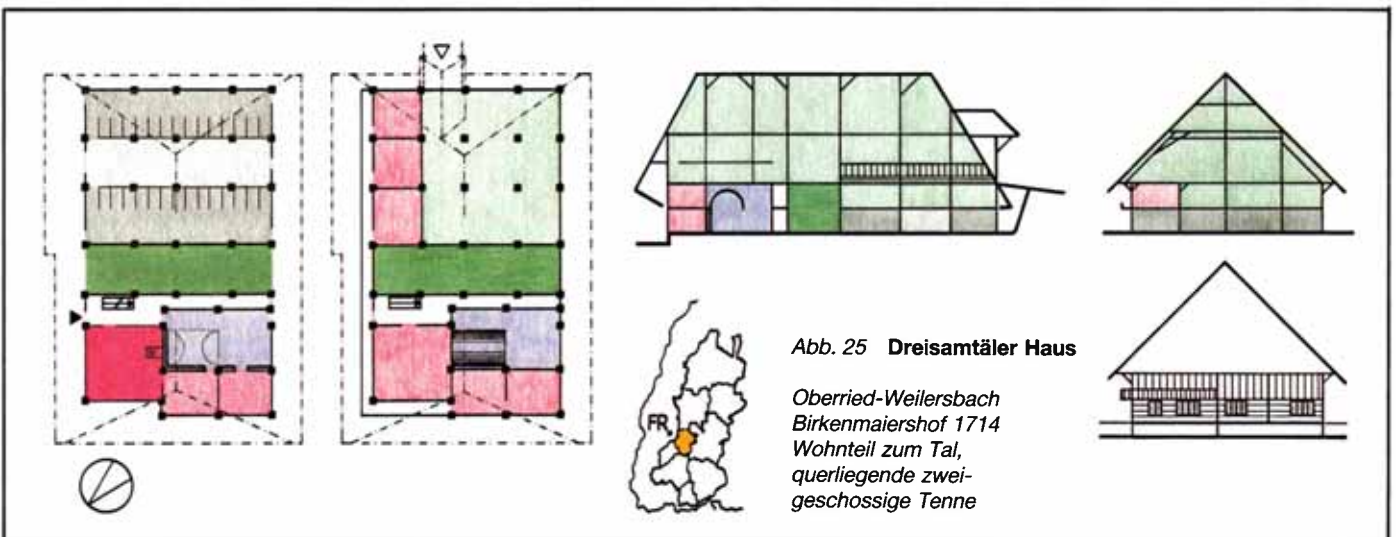 Abb. 25 Dreisamtäler Haus
Oberried-Weilersbach
Birkenmaiershof 1714
Wohnteil zum Tal,
querliegende zwei-
geschossige Tenne
FR